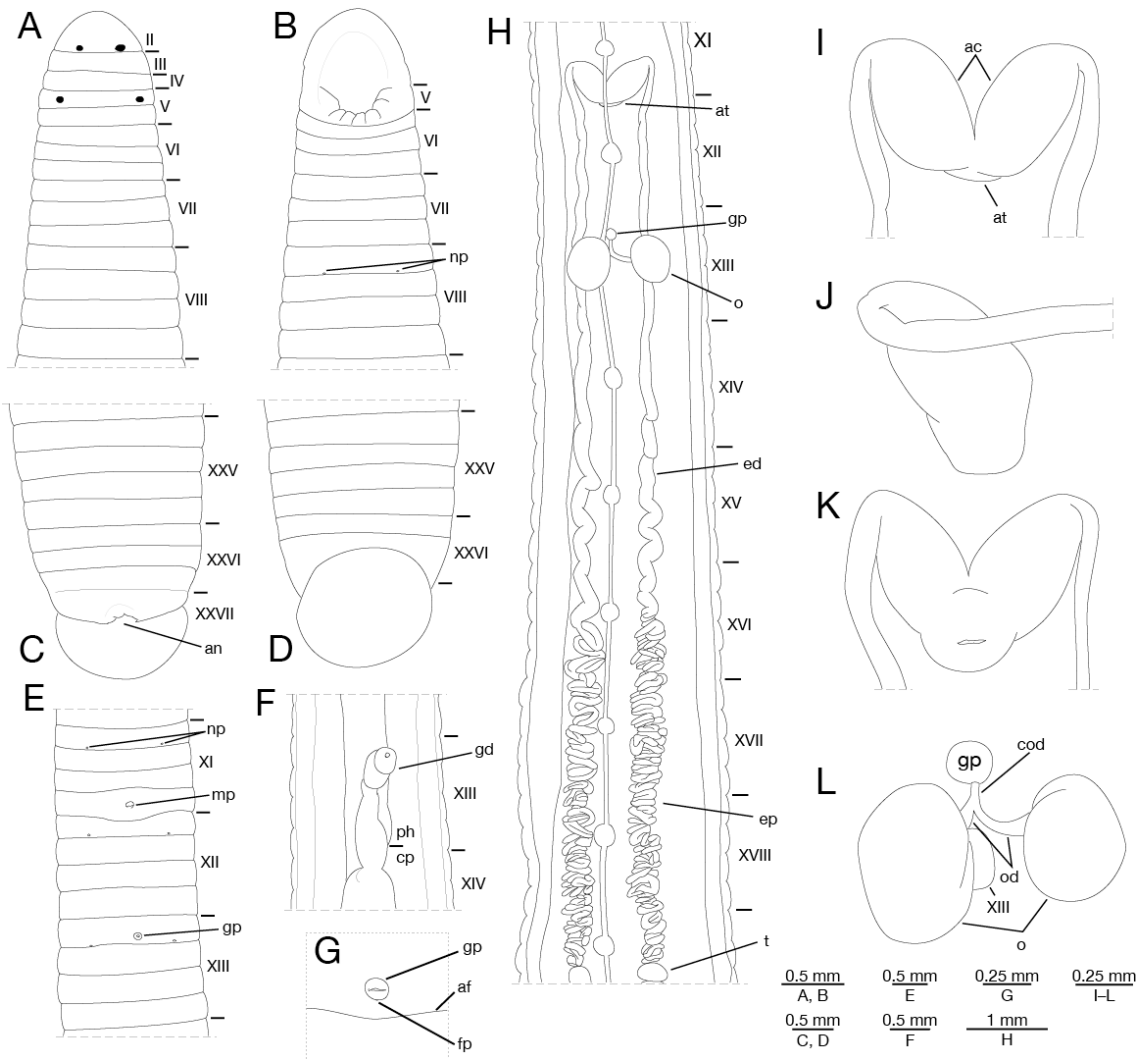 A
II
III
IV
V
VI
VII
VIII
B
V
VI
VII
np
VIII
C
XXV
XXVI
XXVII
an
D
XXV
XXVI
E
np
XI
mp
XII
gp
XIII
F
gd
XIII
ph
cp
XIV
G
gp
af
fp
H
XI
at
XII
gp
XIII
o
XIV
ed
XV
XVI
XVII
ep
XVIII
t
I
ac
at
J
K
L
gp
cod
od
XIII
o
0.5 mm
A, B
0.5 mm
E
0.25 mm
G
0.25 mm
I–L
0.5 mm
C, D
0.5 mm
F
1 mm
H